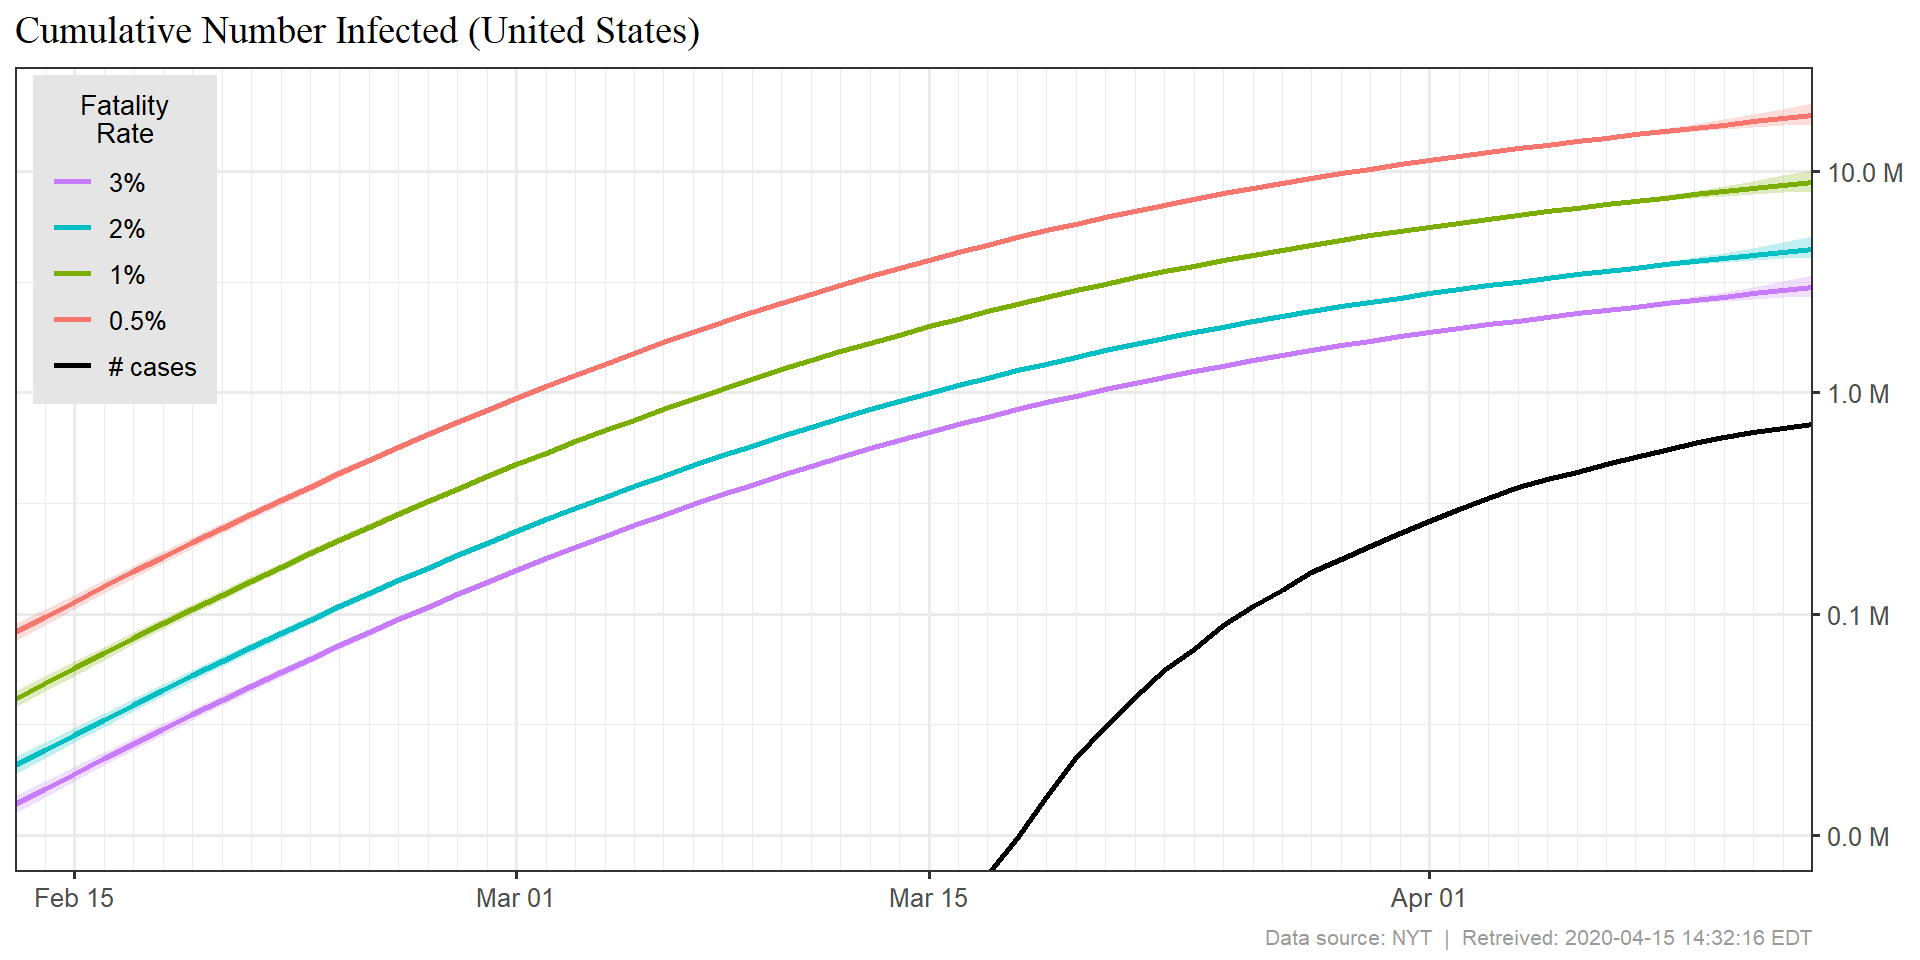 Cumulative Number Infected (United States)
Fatality
Rate
3%
2%
1%
0.5%
# cases
10.0 M
1.0 M
0.1 M
0.0 M
Feb 15
Mar 01
Mar 15
Apr 01
Data source: NYT | Retreived: 2020-04-15 14:32:16 EDT